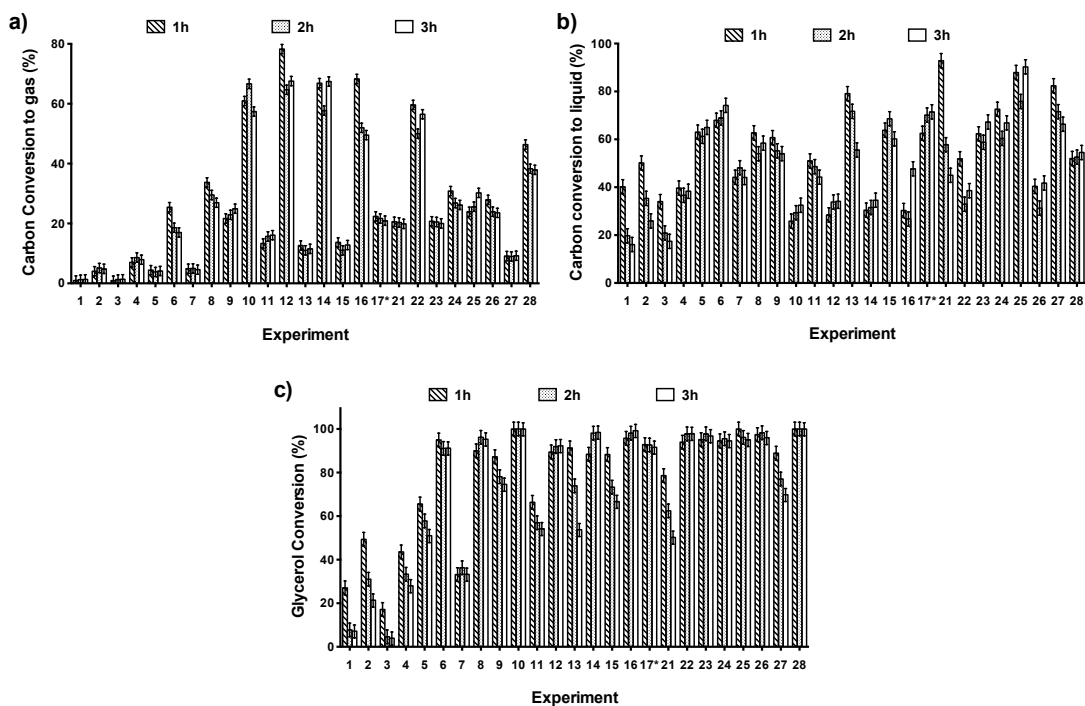 a)
1h 2h 3h
Carbon Conversion to gas (%)
80
60
40
20
0
1 2 3 4 5 6 7 8 9 10 11 12 13 14 15 16 17* 21 22 23 24 25 26 27 28
Experiment
b)
1h 2h 3h
Carbon conversion to liquid (%)
100
80
60
40
20
0
1 2 3 4 5 6 7 8 9 10 11 12 13 14 15 16 17* 21 22 23 24 25 26 27 28
Experiment
c)
1h 2h 3h
Glycerol Conversion (%)
100
80
60
40
20
0
1 2 3 4 5 6 7 8 9 10 11 12 13 14 15 16 17* 21 22 23 24 25 26 27 28
Experiment